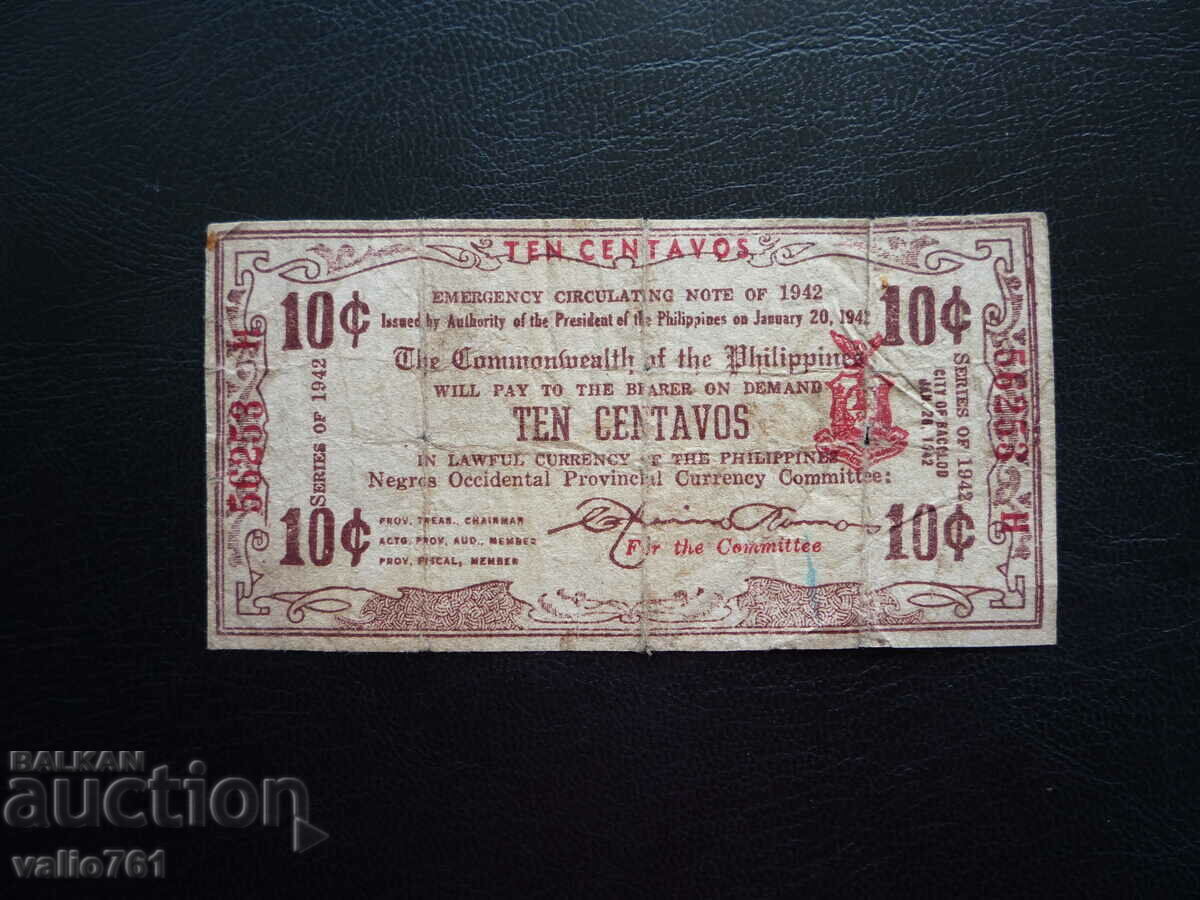 TEN CENTAVOS
10¢
10¢
EMERGENCY CIRCULATING NOTE OF 1942
Issued by Authority of the President of the Philippines on January 20, 1942
The Commonwealth of the Philippines
WILL PAY TO THE BEARER ON DEMAND
TEN CENTAVOS
IN LAWFUL CURRENCY OF THE PHILIPPINES
Negros Occidental Provincial Currency Committee:
10¢
PROV. TREAS., CHAIRMAN
ACTG. PROV. AUD., MEMBER
PROV. FISCAL, MEMBER
For the Committee
10¢
56253 H
SERIES OF 1942
CITY OF BACOLOD
JAN 26 1942
SERIES OF 1942
56253 H
BALKAN
auction
valio761